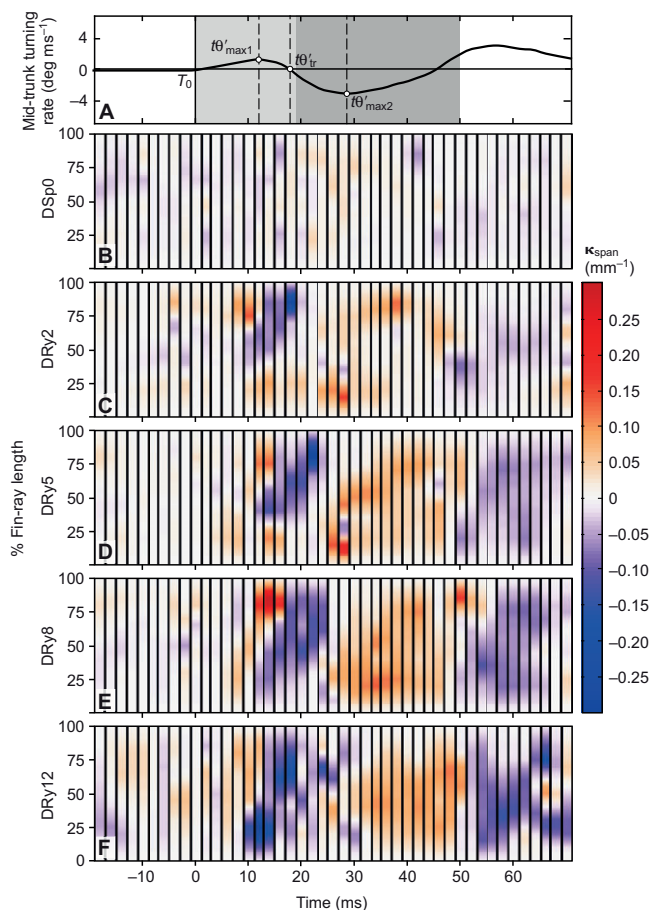 Mid-trunk turning
rate (deg ms⁻¹)
4
0
−4
T₀
tθ′max1
tθ′tr
tθ′max2
A
100
75
50
25
DSp0
B
100
75
50
25
DRy2
C
100
75
50
25
DRy5
D
100
75
50
25
DRy8
E
100
75
50
25
0
DRy12
F
% Fin-ray length
−10
0
10
20
30
40
50
60
Time (ms)
κspan
(mm⁻¹)
0.25
0.20
0.15
0.10
0.05
0
−0.05
−0.10
−0.15
−0.20
−0.25